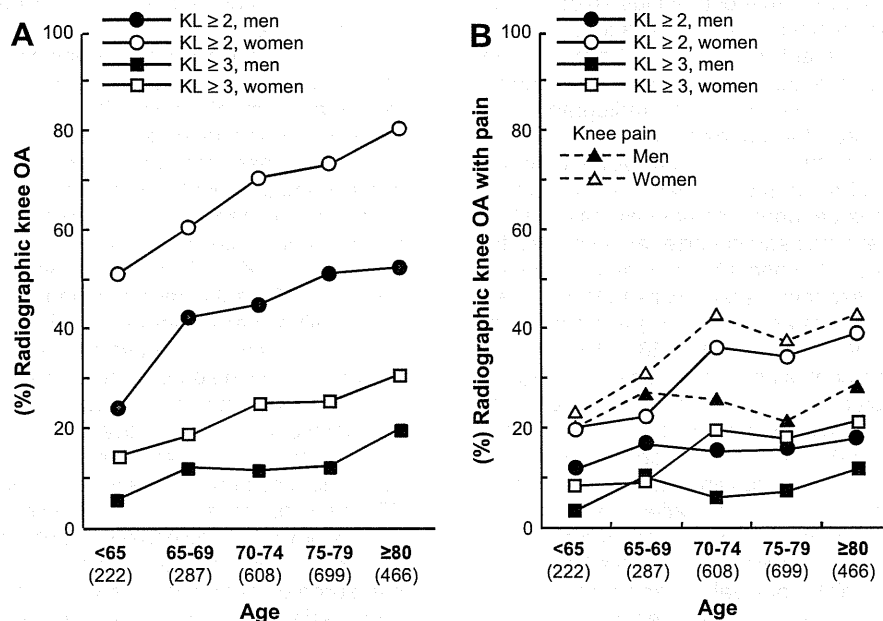 A
100
80
60
40
20
0
(%) Radiographic knee OA
KL ≥ 2, men
KL ≥ 2, women
KL ≥ 3, men
KL ≥ 3, women
<65
65-69
70-74
75-79
≥80
(222)
(287)
(608)
(699)
(466)
Age
B
100
80
60
40
20
0
(%) Radiographic knee OA with pain
KL ≥ 2, men
KL ≥ 2, women
KL ≥ 3, men
KL ≥ 3, women
Knee pain
Men
Women
<65
65-69
70-74
75-79
≥80
(222)
(287)
(608)
(699)
(466)
Age